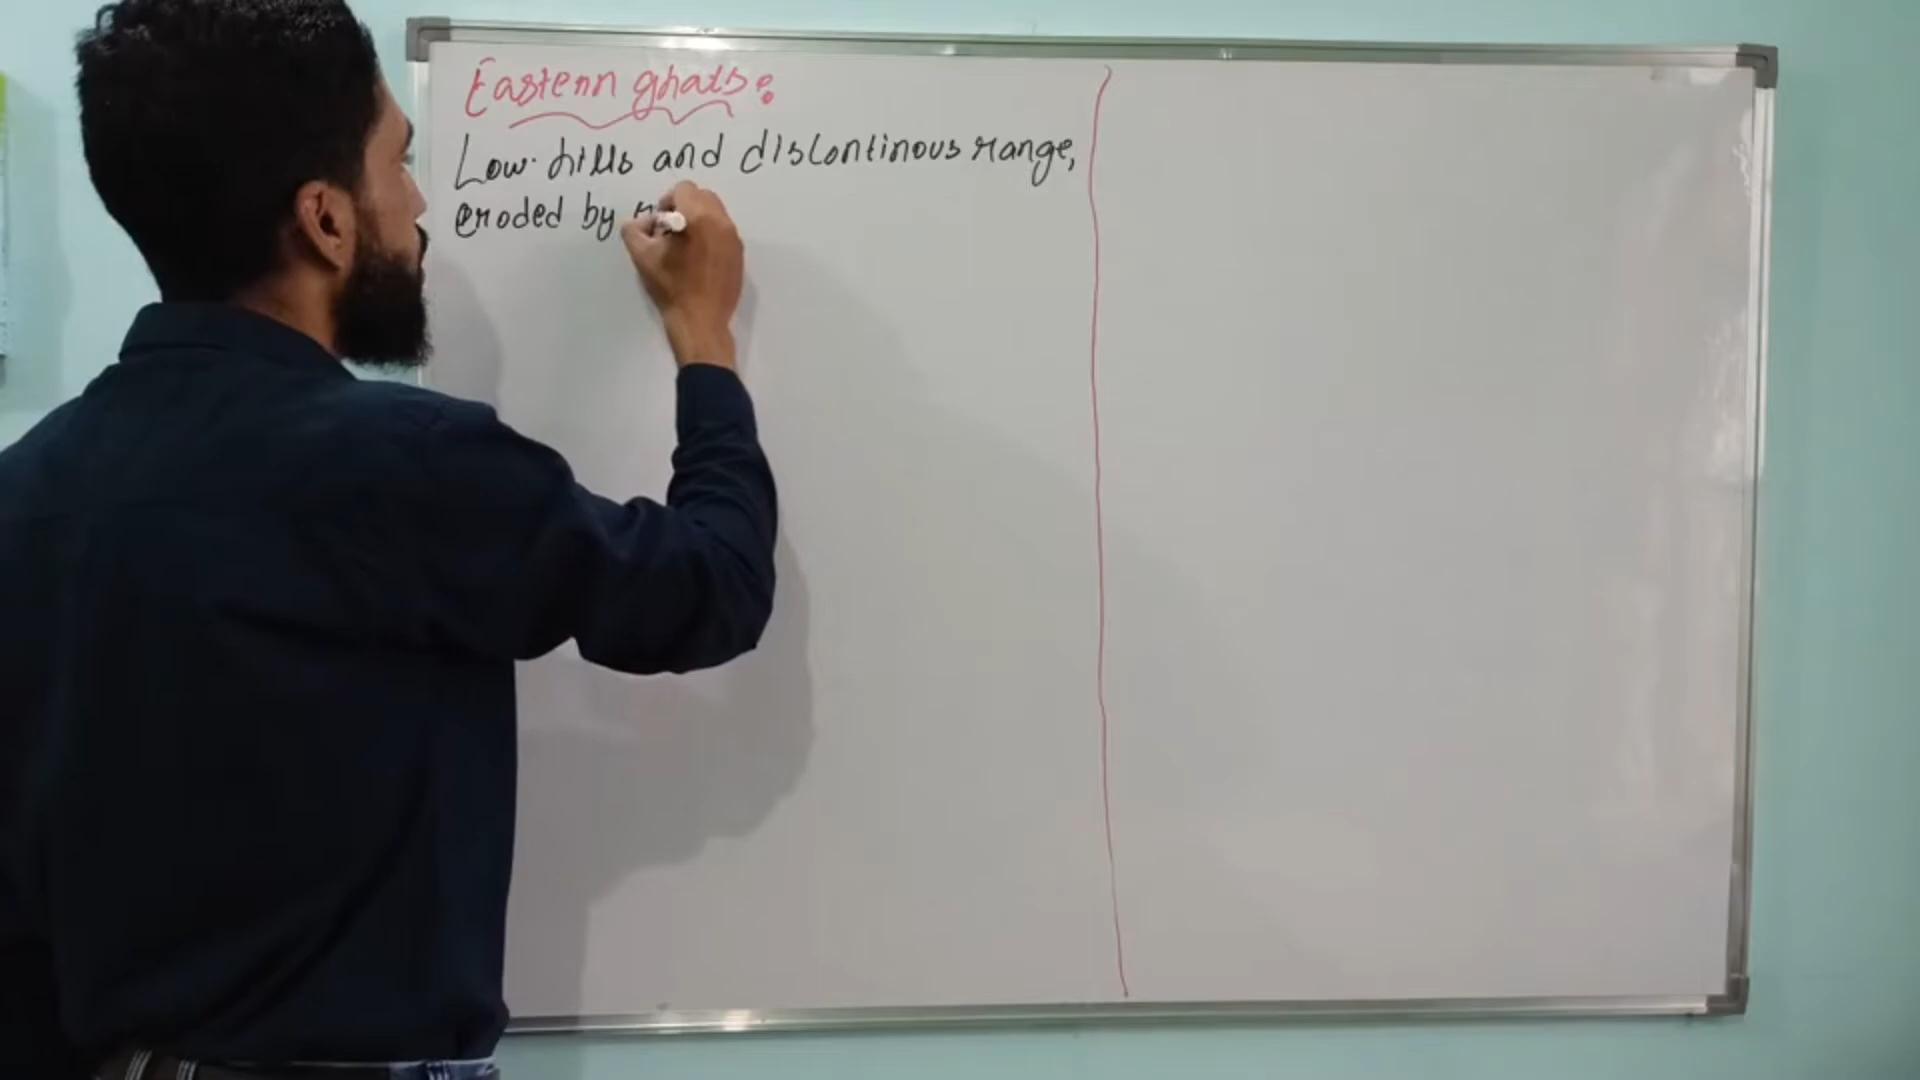 Eastern ghats:
Low hills and discontinous range,
eroded by